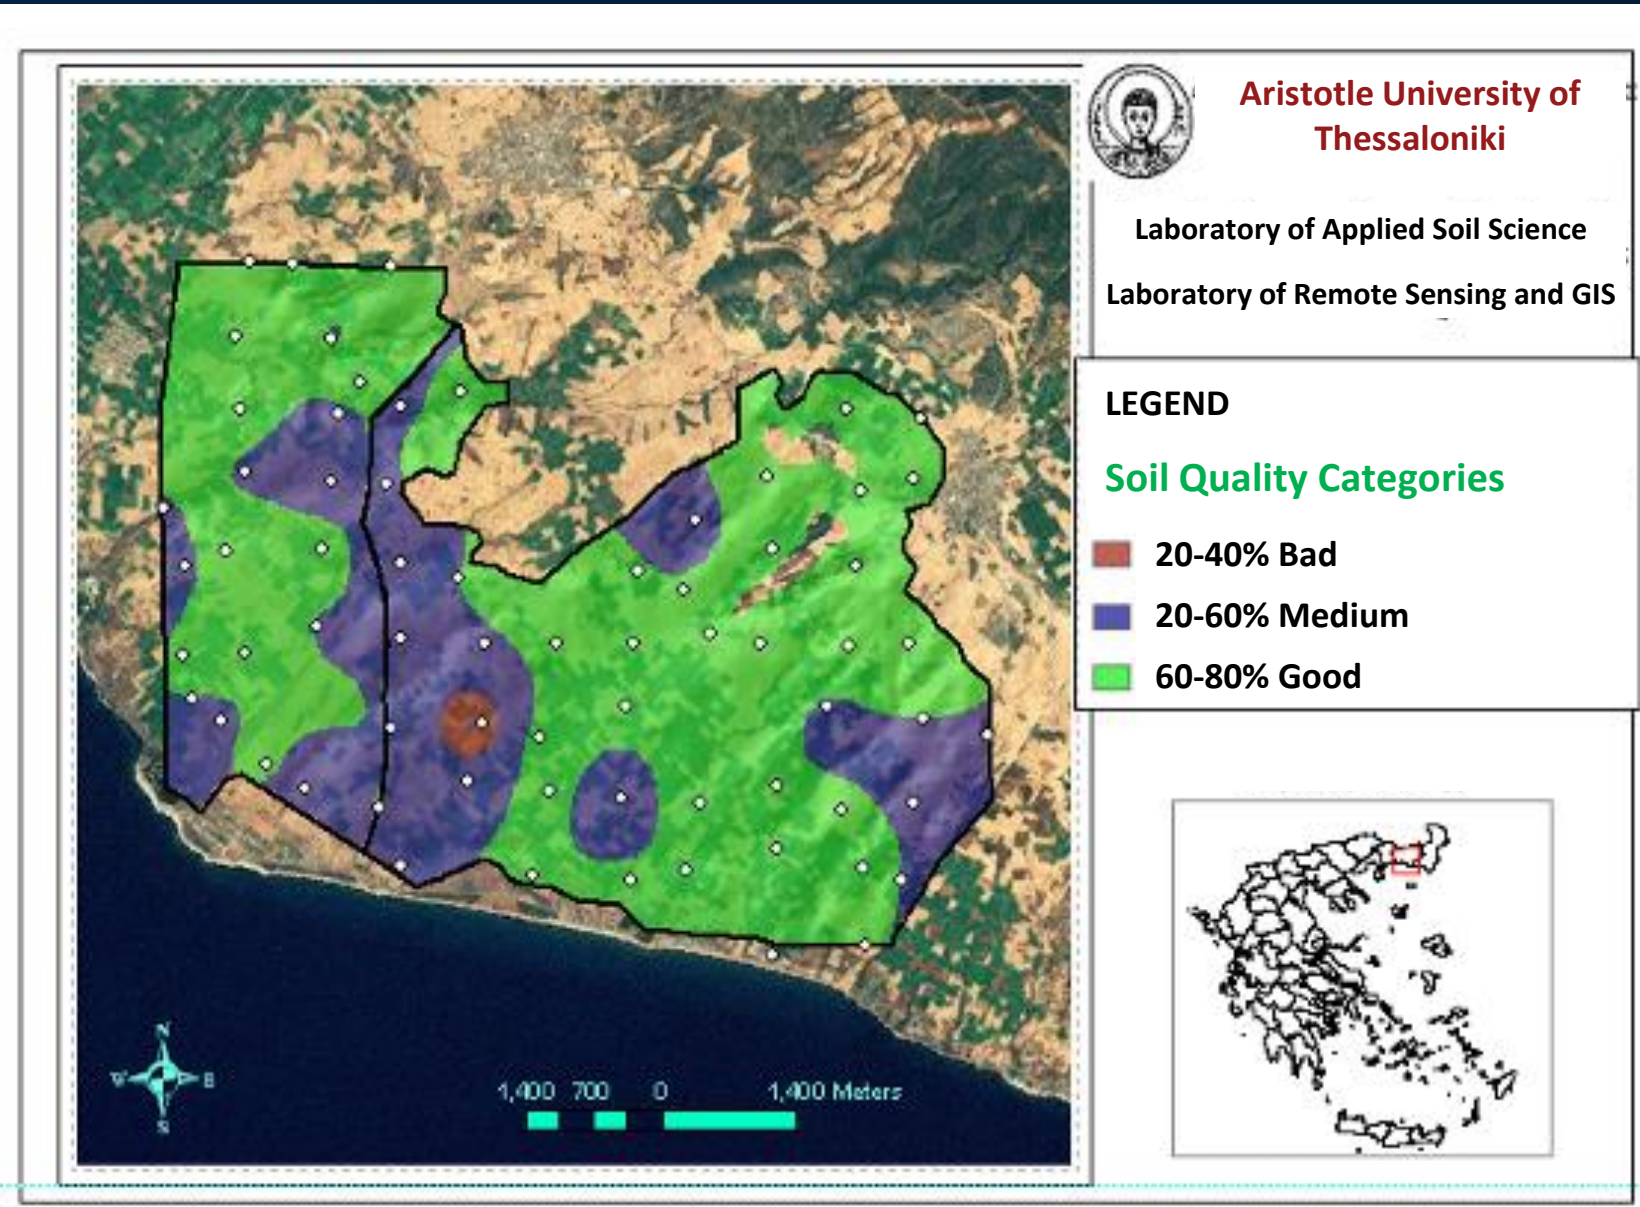 Aristotle University of
Thessaloniki
Laboratory of Applied Soil Science
Laboratory of Remote Sensing and GIS
LEGEND
Soil Quality Categories
20-40% Bad
20-60% Medium
60-80% Good
N
W E
S
1,400 700 0 1,400 Meters